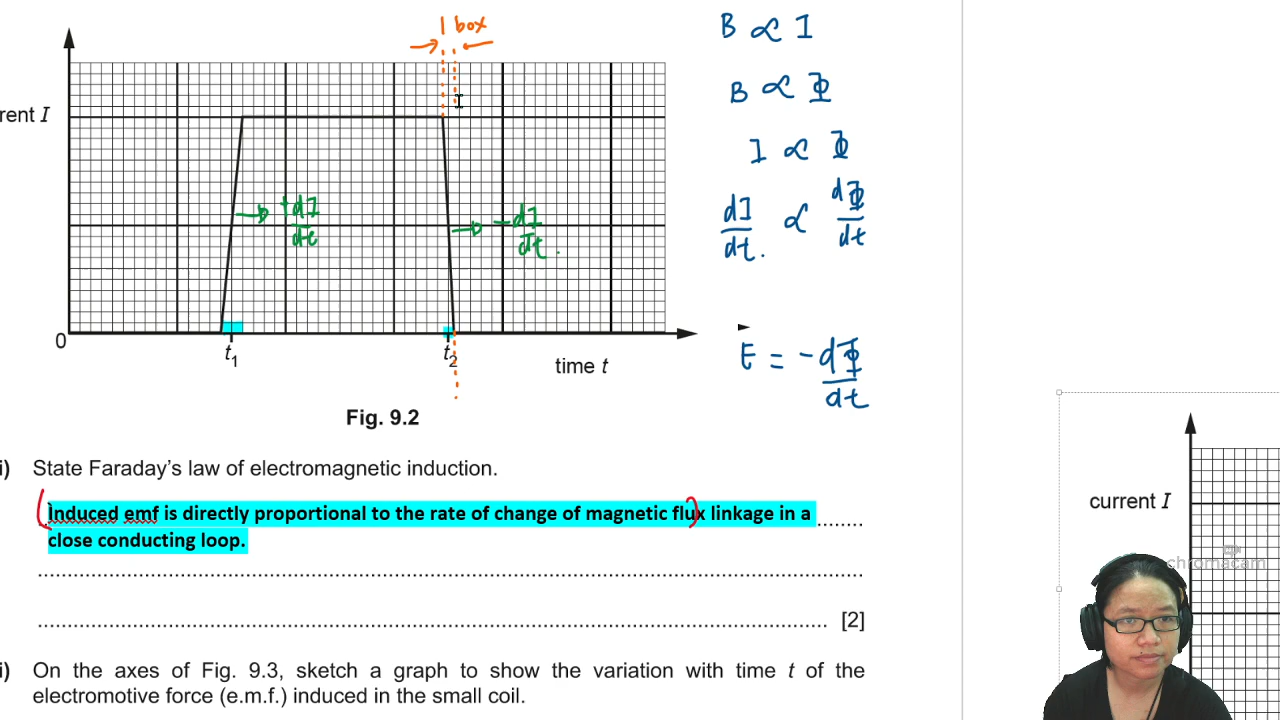 1 box
B ∝ I
B ∝ Φ
I ∝ Φ
dI/dt. ∝ dΦ/dt
E = -dΦ/dt
rent I
+dI/dt
-dI/dt.
0
t1
t2
time t
Fig. 9.2
i) State Faraday's law of electromagnetic induction.
Induced emf is directly proportional to the rate of change of magnetic flux linkage in a
close conducting loop.
[2]
i) On the axes of Fig. 9.3, sketch a graph to show the variation with time t of the
electromotive force (e.m.f.) induced in the small coil.
current I
chromacam